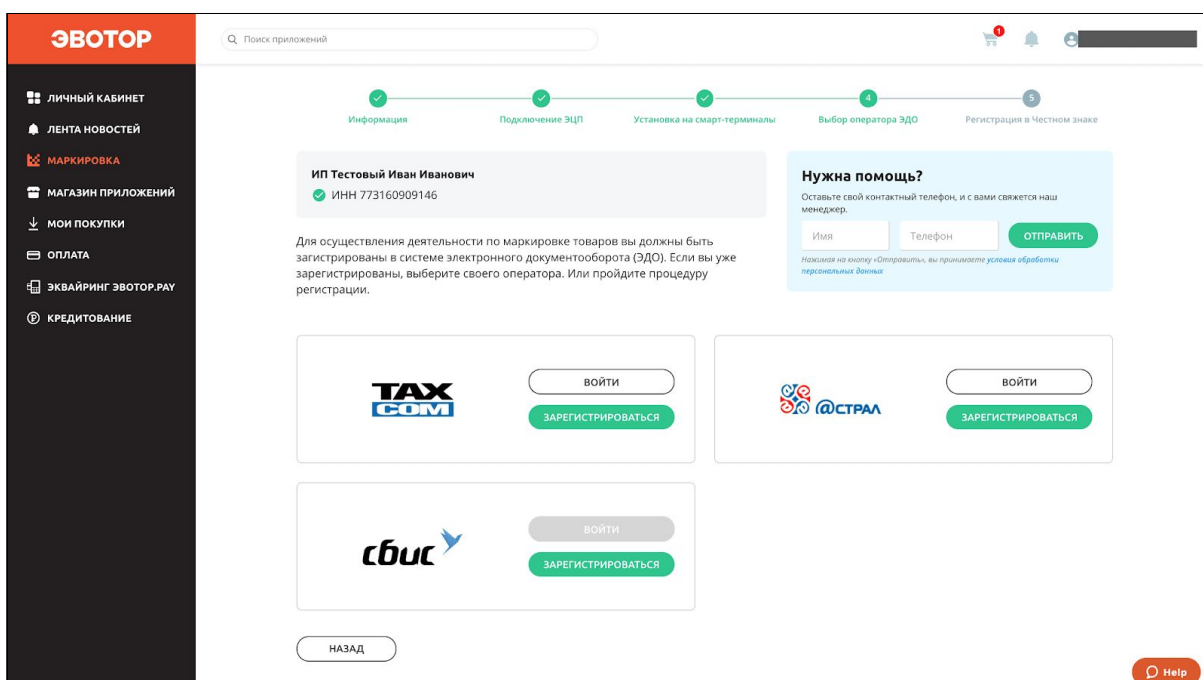 ЭВОТОР
Поиск приложений
1
ЛИЧНЫЙ КАБИНЕТ
ЛЕНТА НОВОСТЕЙ
МАРКИРОВКА
МАГАЗИН ПРИЛОЖЕНИЙ
МОИ ПОКУПКИ
ОПЛАТА
ЭКВАЙРИНГ ЭВОТОР.PAY
КРЕДИТОВАНИЕ
4 5
Информация Подключение ЭЦП Установка на смарт-терминалы Выбор оператора ЭДО Регистрация в Честном знаке
ИП Тестовый Иван Иванович
ИНН 773160909146
Для осуществления деятельности по маркировке товаров вы должны быть
загистрированы в системе электронного документооборота (ЭДО). Если вы уже
зарегистрированы, выберите своего оператора. Или пройдите процедуру
регистрации.
Нужна помощь?
Оставьте свой контактный телефон, и с вами свяжется наш
менеджер.
Имя Телефон ОТПРАВИТЬ
Нажимая на кнопку «Отправить», вы принимаете условия обработки
персональных данных
TAX
COM
ВОЙТИ
ЗАРЕГИСТРИРОВАТЬСЯ
@СТРАЛ
ВОЙТИ
ЗАРЕГИСТРИРОВАТЬСЯ
сбис
ВОЙТИ
ЗАРЕГИСТРИРОВАТЬСЯ
НАЗАД
Help